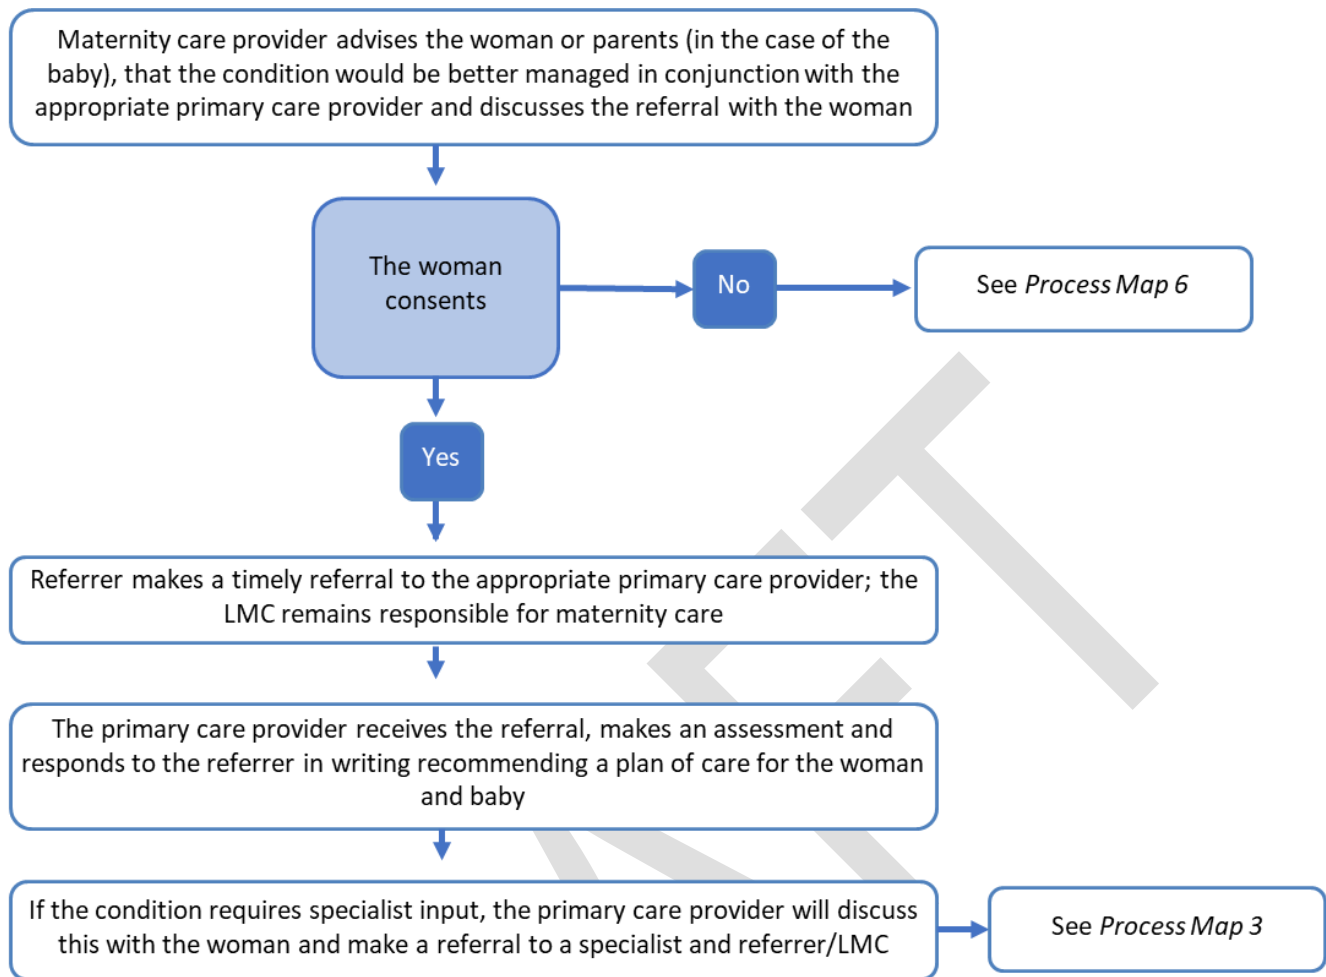 Maternity care provider advises the woman or parents (in the case of the
baby), that the condition would be better managed in conjunction with the
appropriate primary care provider and discusses the referral with the woman
The woman
consents
No
See Process Map 6
Yes
Referrer makes a timely referral to the appropriate primary care provider; the
LMC remains responsible for maternity care
The primary care provider receives the referral, makes an assessment and
responds to the referrer in writing recommending a plan of care for the woman
and baby
If the condition requires specialist input, the primary care provider will discuss
this with the woman and make a referral to a specialist and referrer/LMC
See Process Map 3
AFT